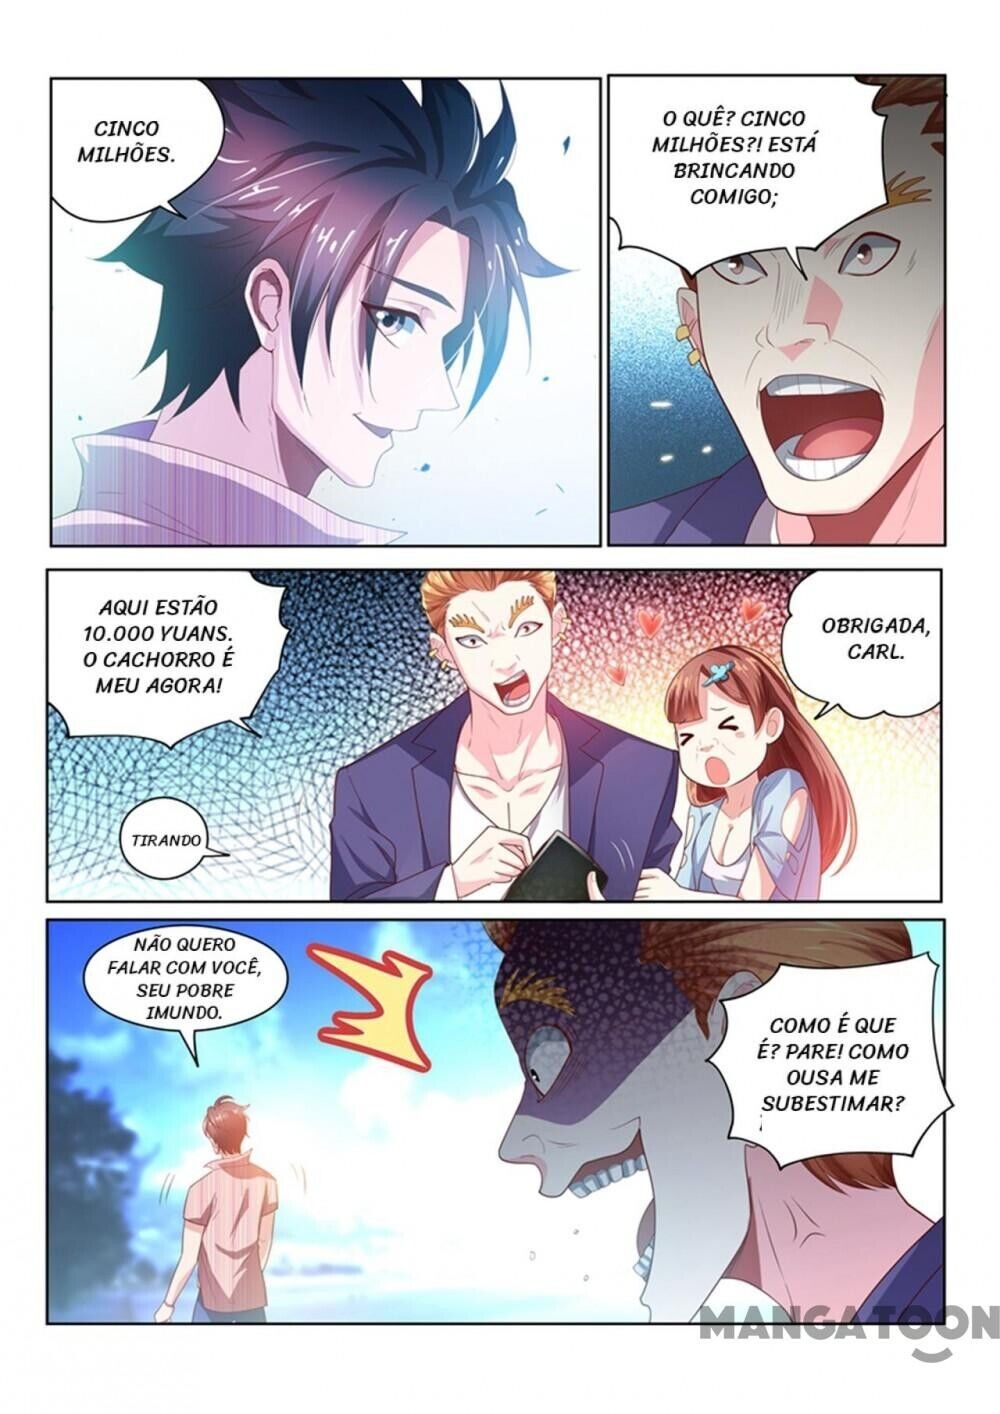 CINCO
MILHÕES.
O QUÊ? CINCO
MILHÕES?! ESTÁ
BRINCANDO
COMIGO;
AQUI ESTÃO
10.000 YUANS.
O CACHORRO É
MEU AGORA!
OBRIGADA,
CARL.
TIRANDO
NÃO QUERO
FALAR COM VOCÊ,
SEU POBRE
IMUNDO.
COMO É QUE
É? PARE! COMO
OUSA ME
SUBESTIMAR?
MANGATOON